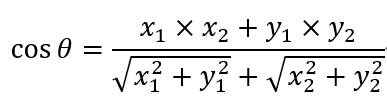 cos θ = (x₁ × x₂ + y₁ × y₂) / (√(x₁² + y₁²) + √(x₂² + y₂²))